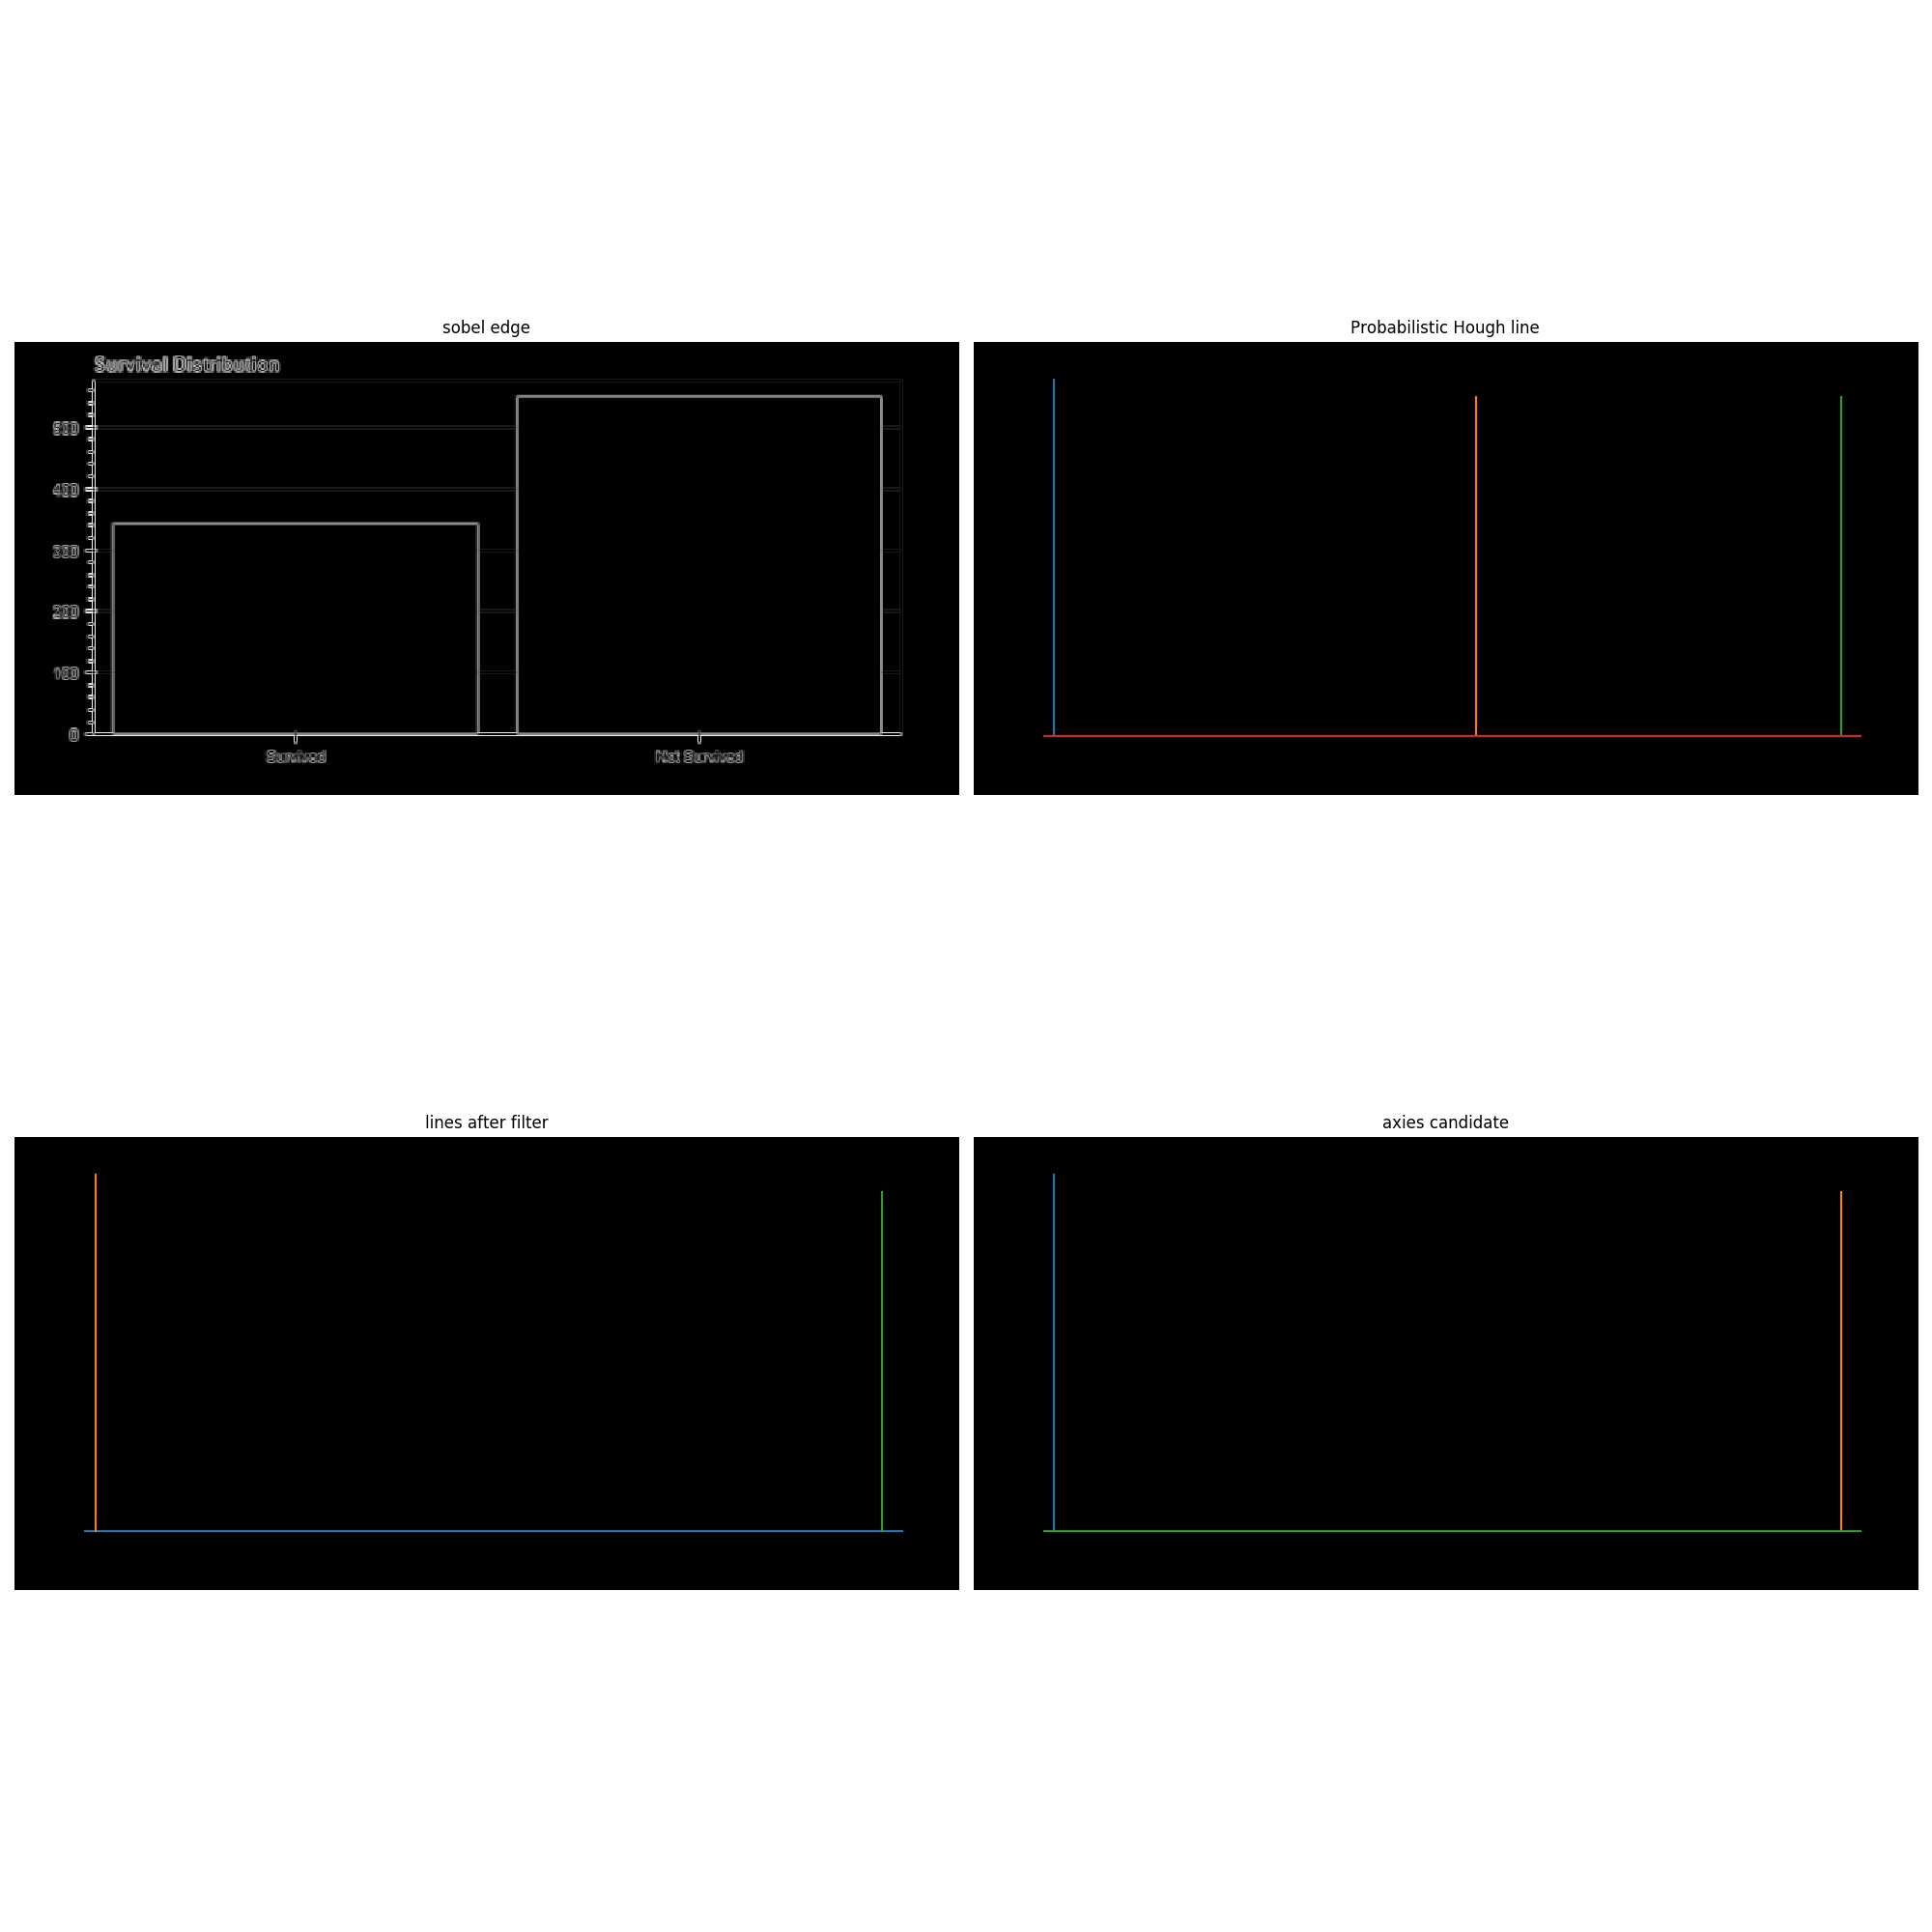 sobel edge
Probabilistic Hough line
Survival Distribution
500
400
300
200
100
0
Survived
Not Survived
lines after filter
axies candidate